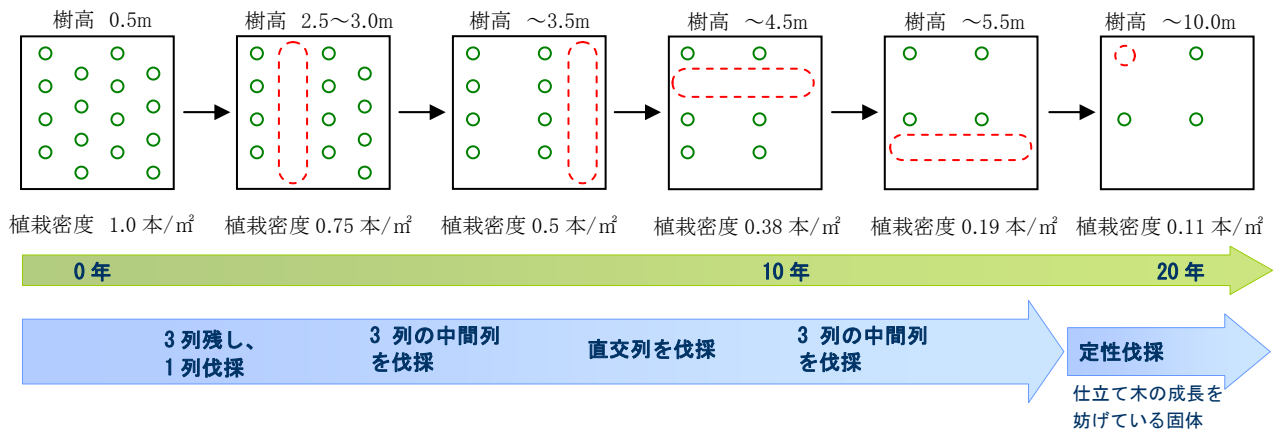 樹高 0.5m
樹高 2.5～3.0m
樹高 ～3.5m
樹高 ～4.5m
樹高 ～5.5m
樹高 ～10.0m
植栽密度 1.0 本/㎡
植栽密度 0.75 本/㎡
植栽密度 0.5 本/㎡
植栽密度 0.38 本/㎡
植栽密度 0.19 本/㎡
植栽密度 0.11 本/㎡
0 年
10 年
20 年
3 列残し、
1 列伐採
3 列の中間列
を伐採
直交列を伐採
3 列の中間列
を伐採
定性伐採
仕立て木の成長を
妨げている固体